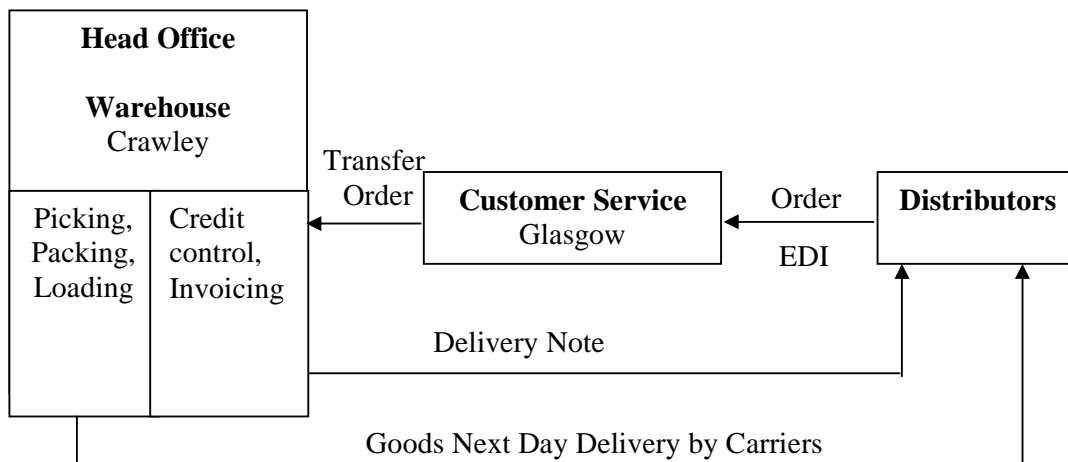 Head Office
Warehouse
Crawley
Picking,
Packing,
Loading
Credit
control,
Invoicing
Transfer
Order
Customer Service
Glasgow
Order
EDI
Distributors
Delivery Note
Goods Next Day Delivery by Carriers